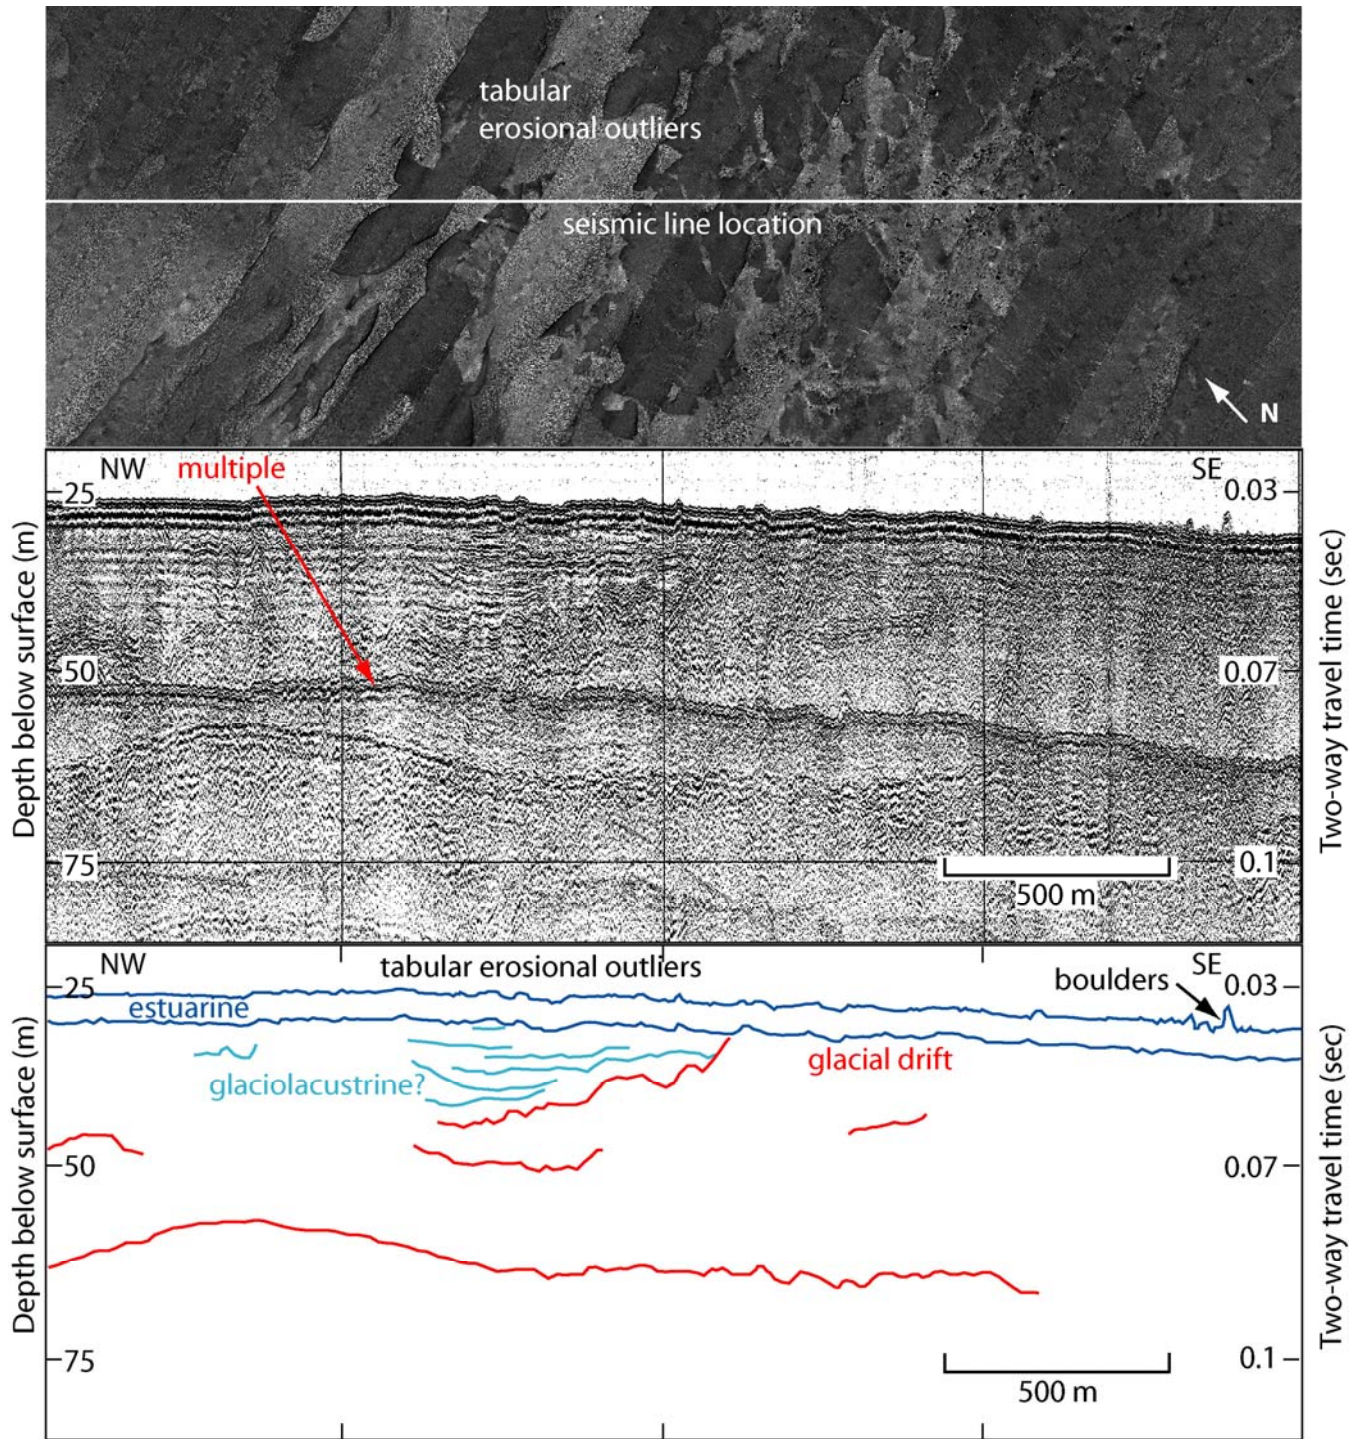 tabular
erosional outliers
seismic line location
N
NW
multiple
SE
25
0.03
Depth below surface (m)
50
0.07
Two-way travel time (sec)
75
0.1
500 m
NW
tabular erosional outliers
SE
25
boulders
0.03
estuarine
glacial drift
glaciolacustrine?
Depth below surface (m)
50
0.07
Two-way travel time (sec)
75
0.1
500 m